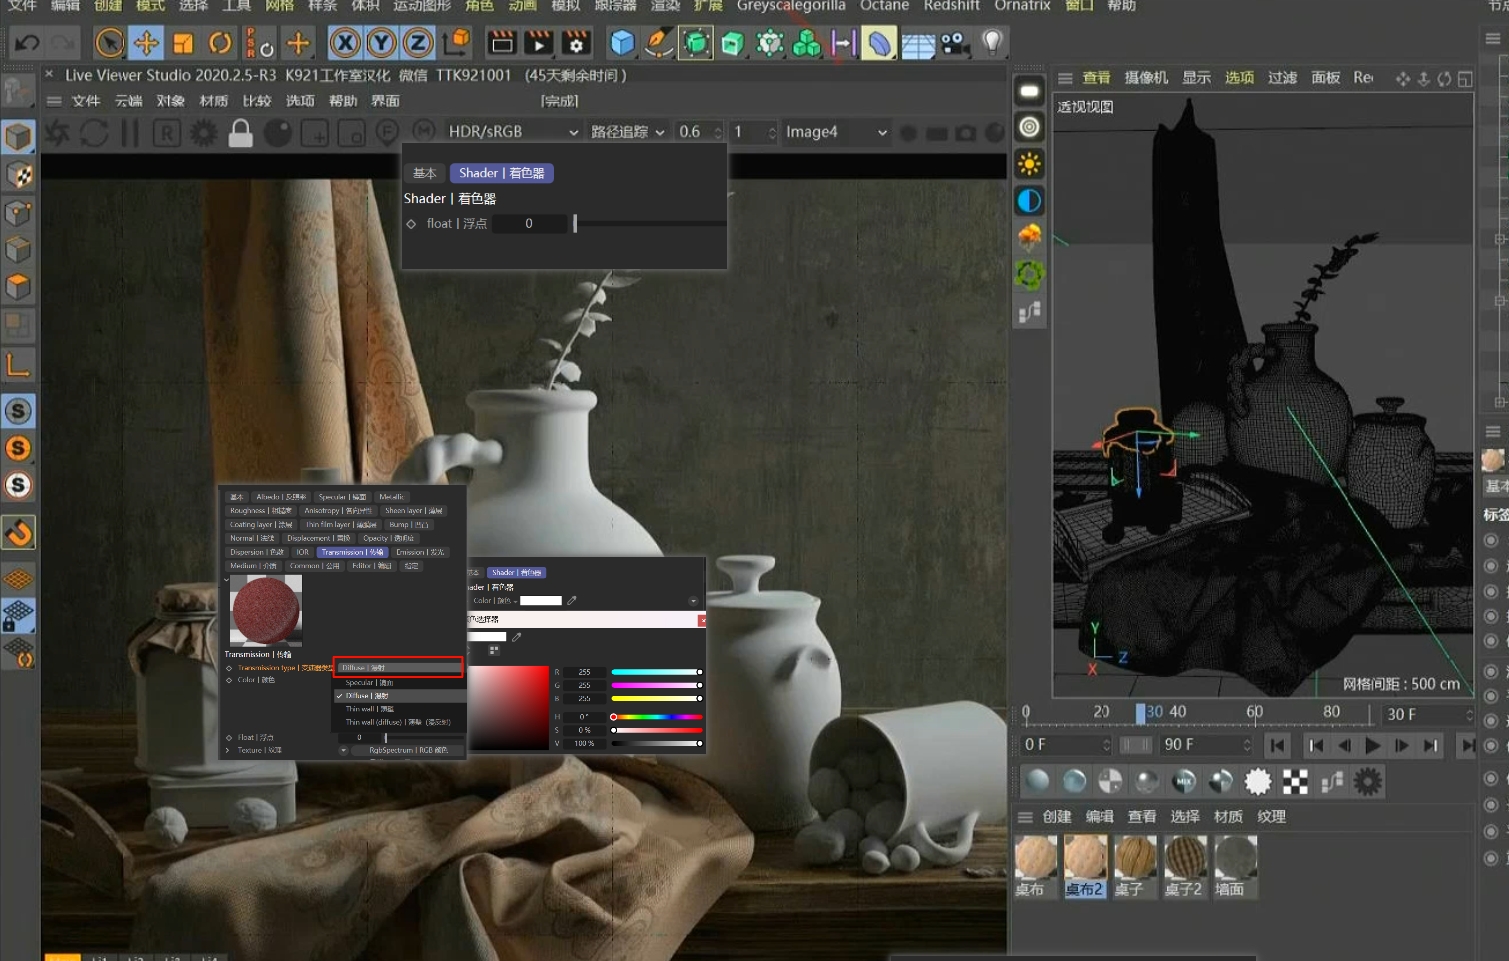 文件 编辑 创建 模式 选择 工具 网格 样条 体积 运动图形 角色 动画 模拟 跟踪器 渲染 扩展 Greyscalegorilla Octane Redshift Ornatrix 窗口 帮助
P S R
X Y Z
× Live Viewer Studio 2020.2.5-R3 K921工作室汉化 微信 TTK921001 (45天剩余时间)
文件 云端 对象 材质 比较 选项 帮助 界面 [完成]
HDR/sRGB 路径追踪 0.6 1 Image4
R F M
查看 摄像机 显示 选项 过滤 面板
透视视图
基本 Shader | 着色器
Shader | 着色器
float | 浮点 0
S
S
S
基本 Albedo | 反照率 Specular | 镜面 Metallic
Roughness | 粗糙度 Anisotropy | 各向异性 Sheen layer | 薄层
Coating layer | 涂层 Thin film layer | 薄膜层 Bump | 凹凸
Normal | 法线 Displacement | 置换 Opacity | 透明度
Dispersion | 色散 IOR Transmission | 传输 Emission | 发光
Medium | 介质 Common | 公用 Editor | 编辑 指定
Transmission | 传输
Transmission type | 变速器类型 Diffuse | 漫射
Color | 颜色 Specular | 镜面
Diffuse | 漫射
Thin wall | 薄壁
Thin wall (diffuse) | 薄壁 (漫反射)
Float | 浮点 0
Texture | 纹理 RgbSpectrum | RGB 颜色
Shader | 着色器
Color | 颜色
色选择器
R 255
G 255
B 255
H 0°
S 0 %
V 100 %
Y
X Z
网格间距 : 500 cm
0 20 30 40 60 80 30 F
0 F 90 F
MIX
创建 编辑 查看 选择 材质 纹理
桌布 桌布2 桌子 桌子2 墙面
基本